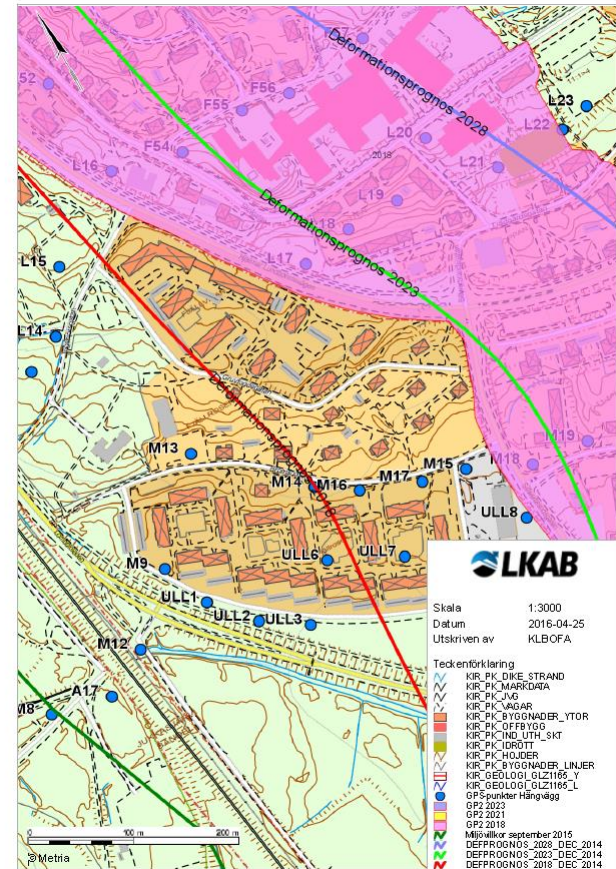 L23
52
F56
F55
Deformationsprognos 2028
L20
L22
F54
L21
2018
L16
L19
Deformationsprognos 2023
L18
L17
L15
L14
M13
M14
M16
M17
M15
M18
M19
ULL8
ULL6
ULL7
M9
ULL1
ULL2
ULL3
M12
A17
M8
LKAB
Skala 1:3000
Datum 2016-04-25
Utskriven av KLBOFA
Teckenförklaring
KIR_PK_DIKE_STRAND
KIR_PK_MARKDATA
KIR_PK_JVG
KIR_PK_VAGAR
KIR_PK_BYGGNADER_YTOR
KIR_PK_OFFBYGG
KIR_PK_IND_UTH_SKT
KIR_PK_IDROTT
KIR_PK_HOJDER
KIR_PK_BYGGNADER_LINJER
KIR_GEOLOGI_GLZ1165_Y
KIR_GEOLOGI_GLZ1165_L
GPS-punkter Hängvägg
GP2 2023
GP2 2021
GP2 2018
Miljövillkor september 2015
DEFPROGNOS_2028_DEC_2014
DEFPROGNOS_2023_DEC_2014
DEFPROGNOS_2018_DEC_2014
0 100 m 200 m
©Metria